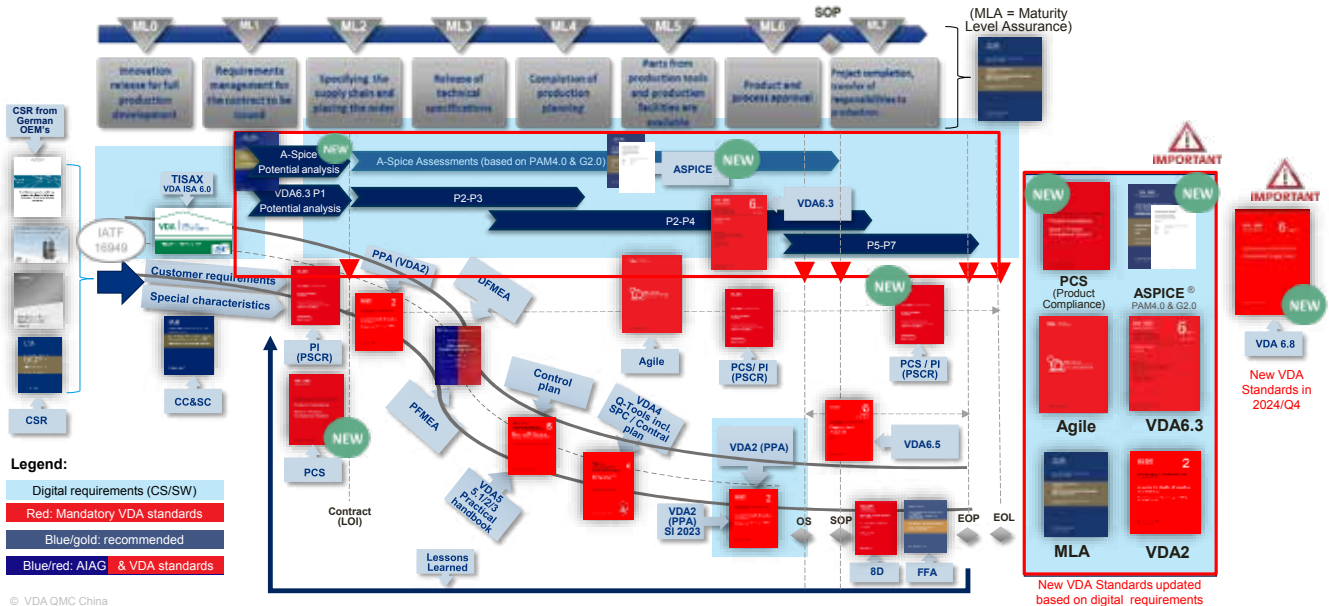 ML0
ML1
ML2
ML3
ML4
ML5
ML6
SOP
ML7
(MLA = Maturity
Level Assurance)
Innovation
release for full
production
development
Requirements
management for
the contract to be
issued
Specifying the
supply chain and
placing the order
Release of
technical
specifications
Completion of
production
planning
Parts from
production tools
and production
facilities are
available
Product and
process approval
Project completion,
transfer of
responsibilities to
production
CSR from
German
OEM's
TISAX
VDA ISA 6.0
VDA
IATF
16949
Customer requirements
Special characteristics
A-Spice
Potential analysis
NEW
A-Spice Assessments (based on PAM4.0 & G2.0)
ASPICE
NEW
VDA6.3 P1
Potential analysis
P2-P3
6
VDA6.3
P2-P4
P5-P7
PPA (VDA2)
DFMEA
2
PI
(PSCR)
CC&SC
CSR
NEW
PCS
PFMEA
Control
plan
VDA4
Q-Tools incl.
SPC / Contral
plan
VDA5
5.1/2/3
Practical
handbook
Agile
PCS/ PI
(PSCR)
NEW
PCS / PI
(PSCR)
VDA2 (PPA)
VDA6.5
VDA2
(PPA)
SI 2023
2
OS
SOP
EOP
EOL
8D
FFA
Contract
(LOI)
Lessons
Learned
Legend:
Digital requirements (CS/SW)
Red: Mandatory VDA standards
Blue/gold: recommended
Blue/red: AIAG & VDA standards
© VDA QMC China
IMPORTANT
NEW
NEW
PCS
(Product
Compliance)
ASPICE ®
PAM4.0 & G2.0
Agile
6
VDA6.3
MLA
2
VDA2
New VDA Standards updated
based on digital requirements
IMPORTANT
6
NEW
VDA 6.8
New VDA
Standards in
2024/Q4